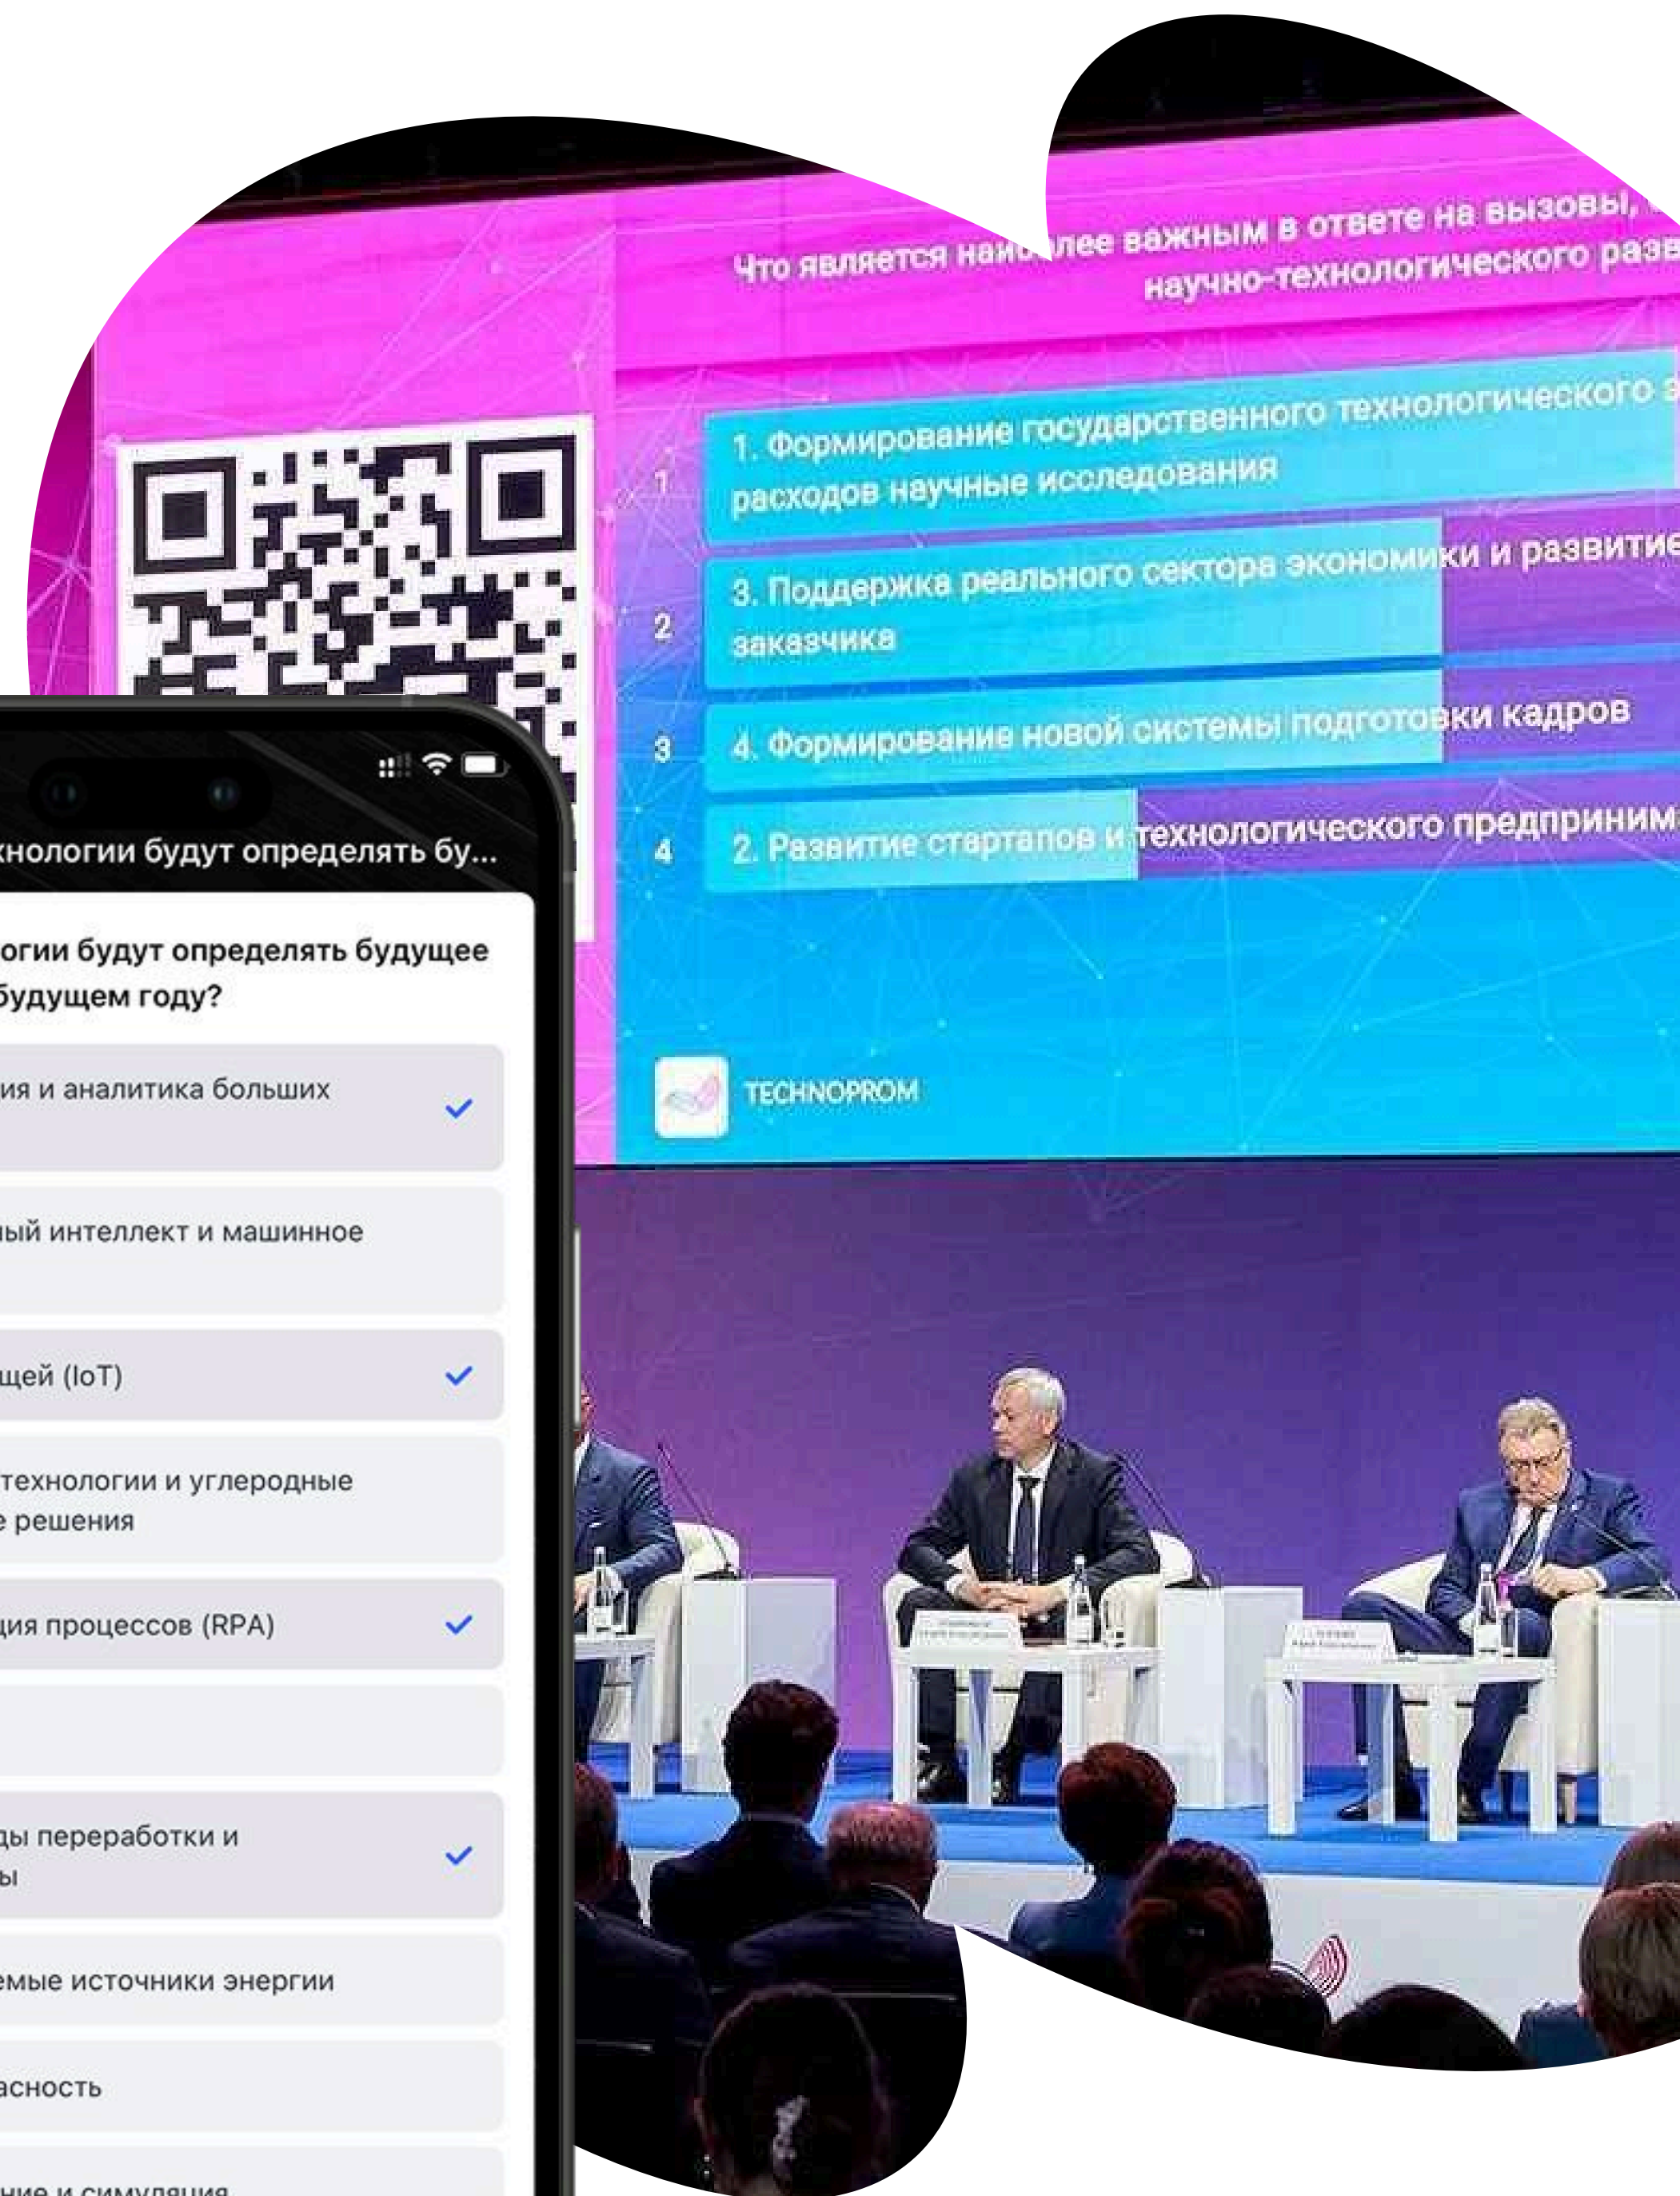 Что является наиболее важным в ответе на вызовы,
научно-технологического разв
1
1. Формирование государственного технологического з
расходов научные исследования
2
3. Поддержка реального сектора экономики и развитие
заказчика
3
4. Формирование новой системы подготовки кадров
4
2. Развитие стартапов и технологического предприним
TECHNOPROM
хнологии будут определять бу...
огии будут определять будущее
будущем году?
ия и аналитика больших
ный интеллект и машинное
щей (IoT)
технологии и углеродные
е решения
ция процессов (RPA)
ды переработки и
ы
емые источники энергии
асность
ние и симуляция